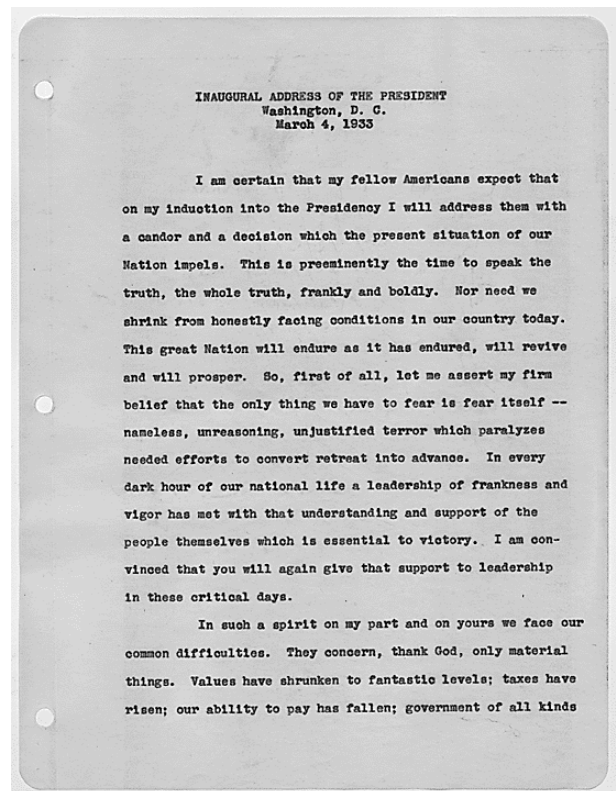 INAUGURAL ADDRESS OF THE PRESIDENT
Washington, D. C.
March 4, 1933
I am certain that my fellow Americans expect that
on my induction into the Presidency I will address them with
a candor and a decision which the present situation of our
Nation impels. This is preeminently the time to speak the
truth, the whole truth, frankly and boldly. Nor need we
shrink from honestly facing conditions in our country today.
This great Nation will endure as it has endured, will revive
and will prosper. So, first of all, let me assert my firm
belief that the only thing we have to fear is fear itself --
nameless, unreasoning, unjustified terror which paralyzes
needed efforts to convert retreat into advance. In every
dark hour of our national life a leadership of frankness and
vigor has met with that understanding and support of the
people themselves which is essential to victory. I am con-
vinced that you will again give that support to leadership
in these critical days.
In such a spirit on my part and on yours we face our
common difficulties. They concern, thank God, only material
things. Values have shrunken to fantastic levels; taxes have
risen; our ability to pay has fallen; government of all kinds